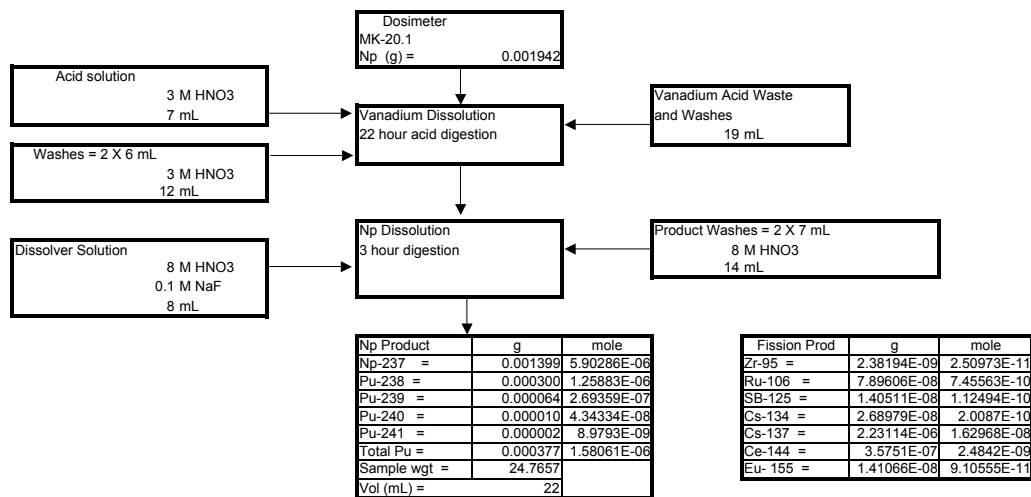 Dosimeter
MK-20.1
Np (g) = 0.001942
Acid solution
3 M HNO3
7 mL
Vanadium Dissolution
22 hour acid digestion
Vanadium Acid Waste
and Washes
19 mL
Washes = 2 X 6 mL
3 M HNO3
12 mL
Np Dissolution
3 hour digestion
Product Washes = 2 X 7 mL
8 M HNO3
14 mL
Dissolver Solution
8 M HNO3
0.1 M NaF
8 mL
Np Product g mole
Np-237 = 0.001399 5.90286E-06
Pu-238 = 0.000300 1.25883E-06
Pu-239 = 0.000064 2.69359E-07
Pu-240 = 0.000010 4.34334E-08
Pu-241 = 0.000002 8.9793E-09
Total Pu = 0.000377 1.58061E-06
Sample wgt = 24.7657
Vol (mL) = 22
Fission Prod g mole
Zr-95 = 2.38194E-09 2.50973E-11
Ru-106 = 7.89606E-08 7.45563E-10
SB-125 = 1.40511E-08 1.12494E-10
Cs-134 = 2.68979E-08 2.0087E-10
Cs-137 = 2.23114E-06 1.62968E-08
Ce-144 = 3.5751E-07 2.4842E-09
Eu- 155 = 1.41066E-08 9.10555E-11